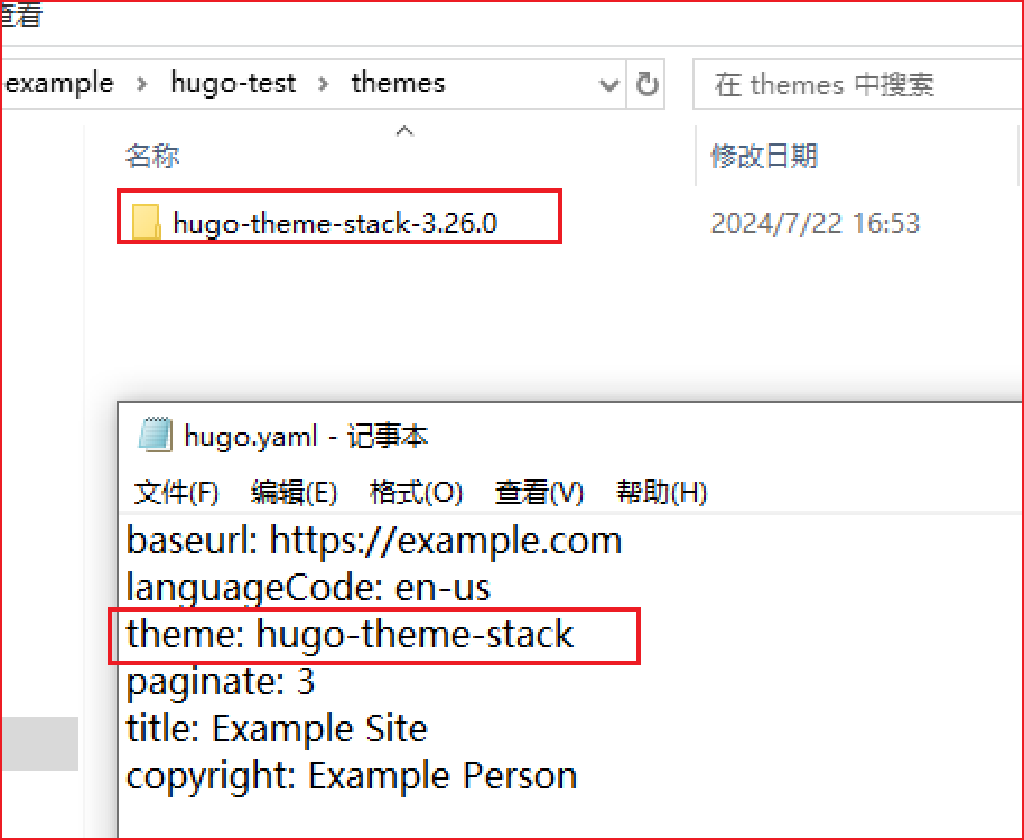 查看
example › hugo-test › themes
在 themes 中搜索
名称 修改日期
hugo-theme-stack-3.26.0 2024/7/22 16:53
hugo.yaml - 记事本
文件(F) 编辑(E) 格式(O) 查看(V) 帮助(H)
baseurl: https://example.com
languageCode: en-us
theme: hugo-theme-stack
paginate: 3
title: Example Site
copyright: Example Person